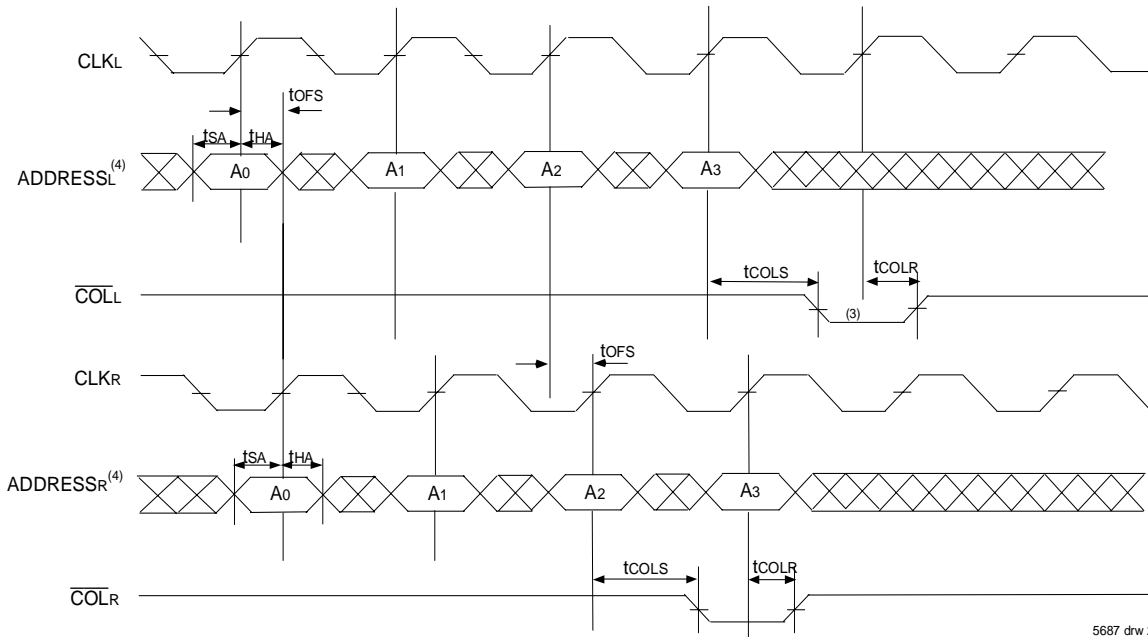 CLKL
tOFS
tSA tHA
ADDRESSL(4) A0 A1 A2 A3
tCOLS tCOLR
COLL (3)
tOFS
CLKR
tSA tHA
ADDRESSR(4) A0 A1 A2 A3
tCOLS tCOLR
COLR
5687 drw